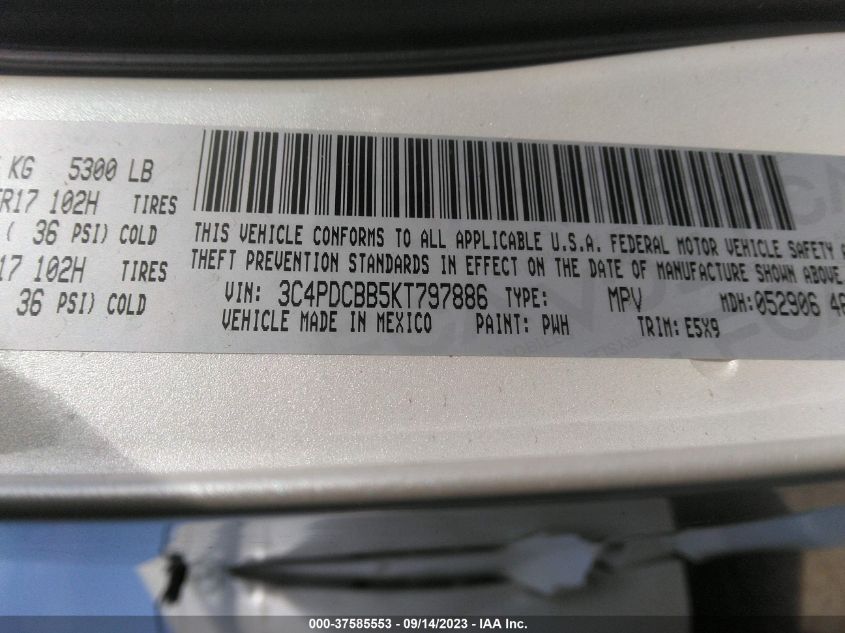 KG 5300 LB
R17 102H TIRES
( 36 PSI) COLD
17 102H TIRES
36 PSI) COLD
THIS VEHICLE CONFORMS TO ALL APPLICABLE U.S.A. FEDERAL MOTOR VEHICLE SAFETY
THEFT PREVENTION STANDARDS IN EFFECT ON THE DATE OF MANUFACTURE SHOWN ABOVE
VIN: 3C4PDCBB5KT797886 TYPE: MPV MDH:052906
VEHICLE MADE IN MEXICO PAINT: PWH TRIM: E5X9
000-37585553 - 09/14/2023 - IAA Inc.